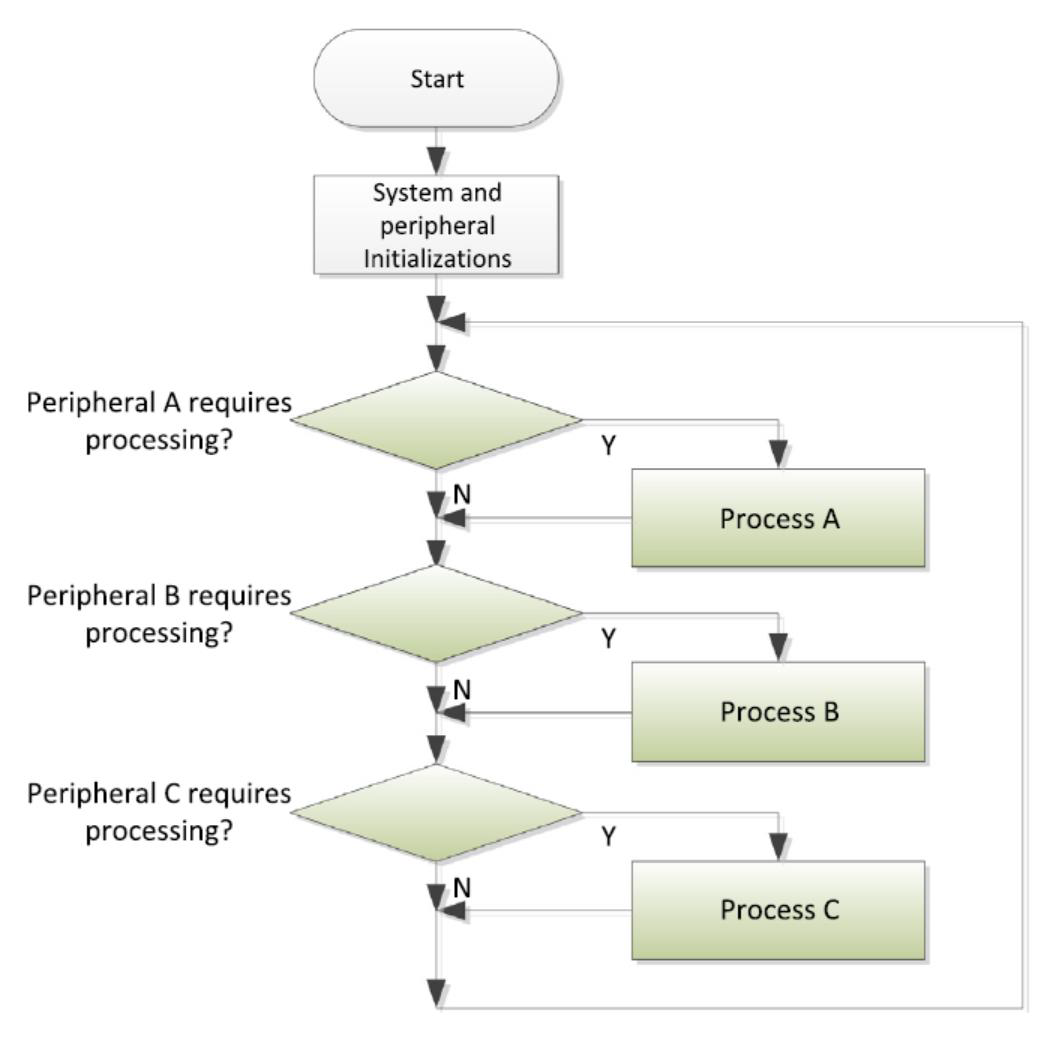 Start
System and
peripheral
Initializations
Peripheral A requires
processing?
Y
N
Process A
Peripheral B requires
processing?
Y
N
Process B
Peripheral C requires
processing?
Y
N
Process C